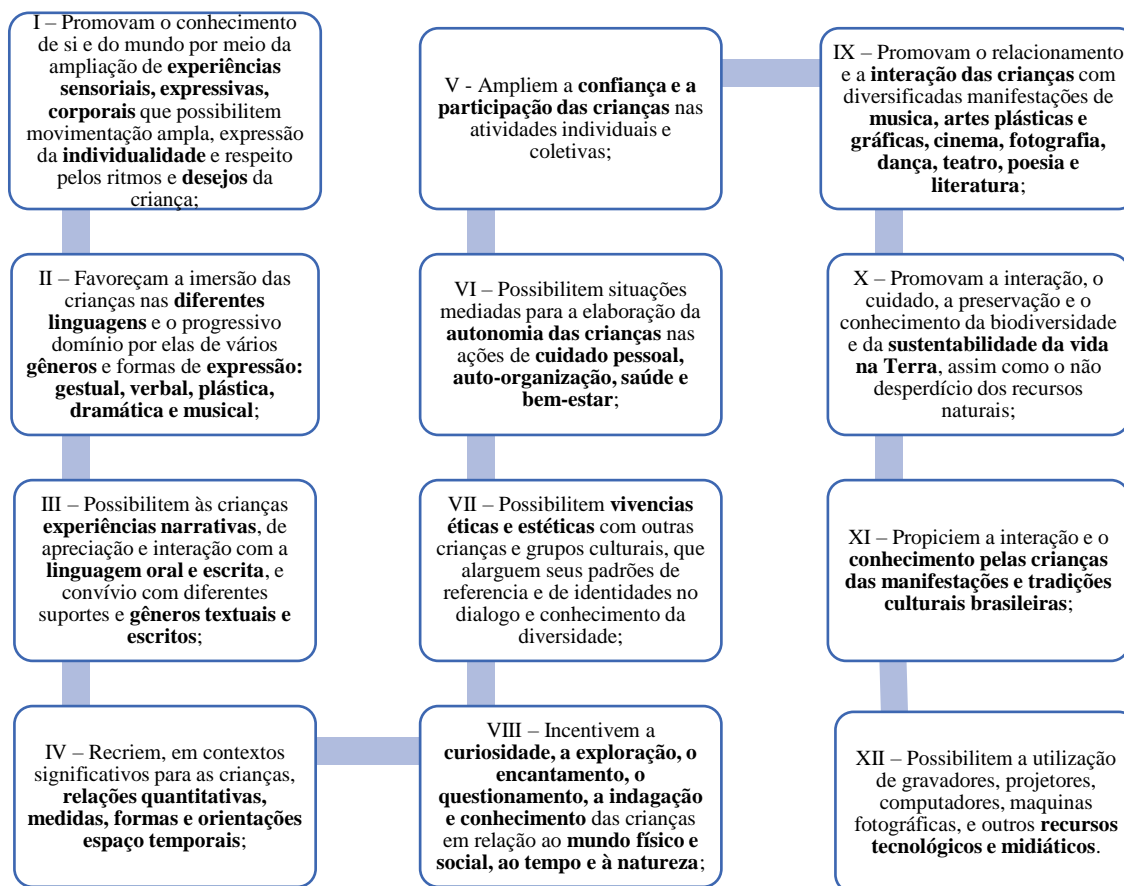 I – Promovam o conhecimento
de si e do mundo por meio da
ampliação de experiências
sensoriais, expressivas,
corporais que possibilitem
movimentação ampla, expressão
da individualidade e respeito
pelos ritmos e desejos da
criança;
II – Favoreçam a imersão das
crianças nas diferentes
linguagens e o progressivo
domínio por elas de vários
gêneros e formas de expressão:
gestual, verbal, plástica,
dramática e musical;
III – Possibilitem às crianças
experiências narrativas, de
apreciação e interação com a
linguagem oral e escrita, e
convívio com diferentes
suportes e gêneros textuais e
escritos;
IV – Recriem, em contextos
significativos para as crianças,
relações quantitativas,
medidas, formas e orientações
espaço temporais;
V - Ampliem a confiança e a
participação das crianças nas
atividades individuais e
coletivas;
VI – Possibilitem situações
mediadas para a elaboração da
autonomia das crianças nas
ações de cuidado pessoal,
auto-organização, saúde e
bem-estar;
VII – Possibilitem vivencias
éticas e estéticas com outras
crianças e grupos culturais, que
alarguem seus padrões de
referencia e de identidades no
dialogo e conhecimento da
diversidade;
VIII – Incentivem a
curiosidade, a exploração, o
encantamento, o
questionamento, a indagação
e conhecimento das crianças
em relação ao mundo físico e
social, ao tempo e à natureza;
IX – Promovam o relacionamento
e a interação das crianças com
diversificadas manifestações de
musica, artes plásticas e
gráficas, cinema, fotografia,
dança, teatro, poesia e
literatura;
X – Promovam a interação, o
cuidado, a preservação e o
conhecimento da biodiversidade
e da sustentabilidade da vida
na Terra, assim como o não
desperdício dos recursos
naturais;
XI – Propiciem a interação e o
conhecimento pelas crianças
das manifestações e tradições
culturais brasileiras;
XII – Possibilitem a utilização
de gravadores, projetores,
computadores, maquinas
fotográficas, e outros recursos
tecnológicos e midiáticos.